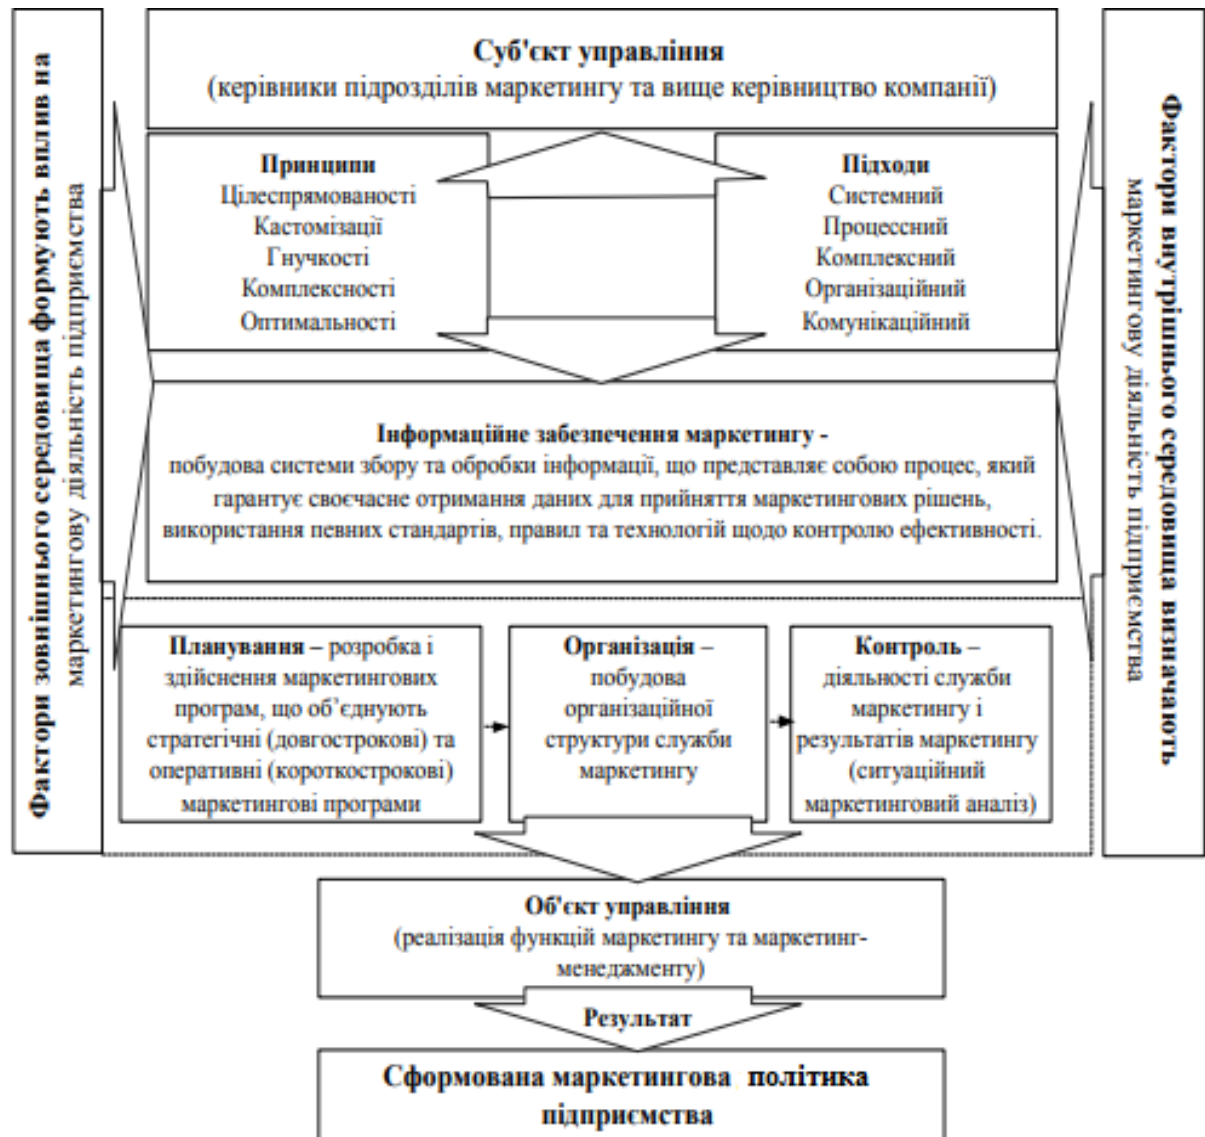 Фактори зовнішнього середовища формують вплив на
маркетингову діяльність підприємства
Суб'єкт управління
(керівники підрозділів маркетингу та вище керівництво компанії)
Принципи
Цілеспрямованості
Кастомізації
Гнучкості
Комплексності
Оптимальності
Підходи
Системний
Процессний
Комплексний
Організаційний
Комунікаційний
Інформаційне забезпечення маркетингу -
побудова системи збору та обробки інформації, що представляє собою процес, який
гарантує своєчасне отримання даних для прийняття маркетингових рішень,
використання певних стандартів, правил та технологій щодо контролю ефективності.
Планування – розробка і
здійснення маркетингових
програм, що об’єднують
стратегічні (довгострокові) та
оперативні (короткострокові)
маркетингові програми
Організація –
побудова
організаційної
структури служби
маркетингу
Контроль –
діяльності служби
маркетингу і
результатів маркетингу
(ситуаційний
маркетинговий аналіз)
Об'єкт управління
(реалізація функцій маркетингу та маркетинг-
менеджменту)
Результат
Сформована маркетингова політика
підприємства
Фактори внутрішнього середовища визначають
маркетингову діяльність підприємства